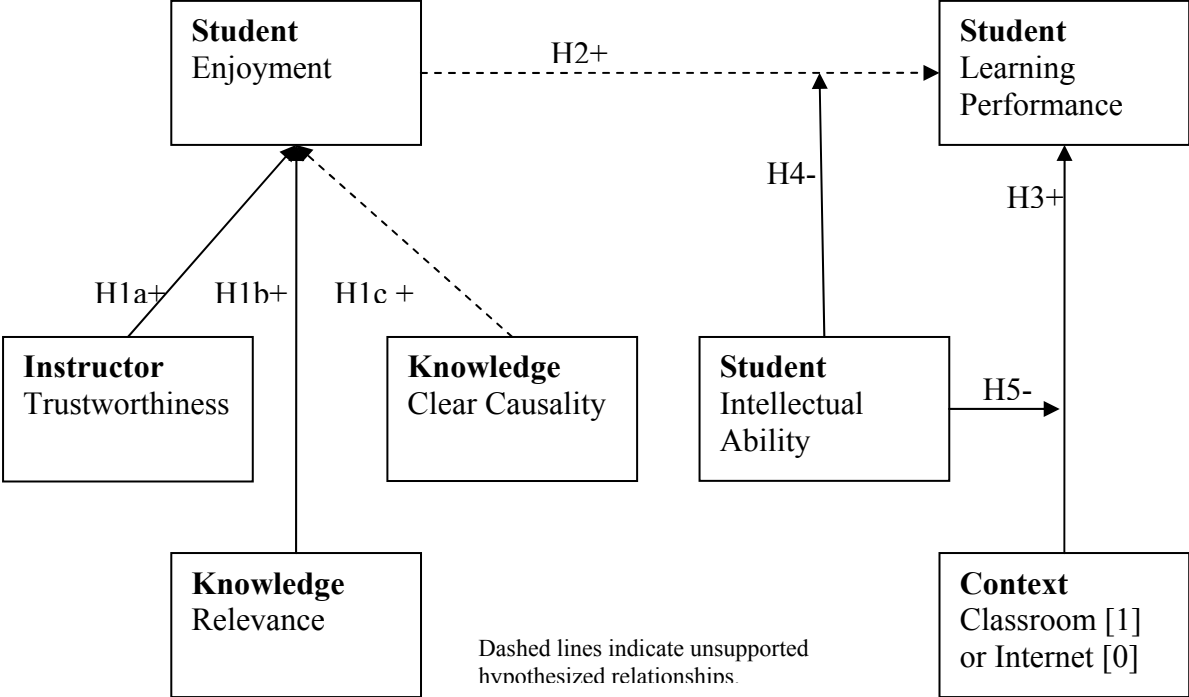 Student
Enjoyment
H2+
Student
Learning
Performance
H4-
H3+
H1a+
H1b+
H1c +
Instructor
Trustworthiness
Knowledge
Clear Causality
Student
Intellectual
Ability
H5-
Knowledge
Relevance
Context
Classroom [1]
or Internet [0]
Dashed lines indicate unsupported
hypothesized relationships.